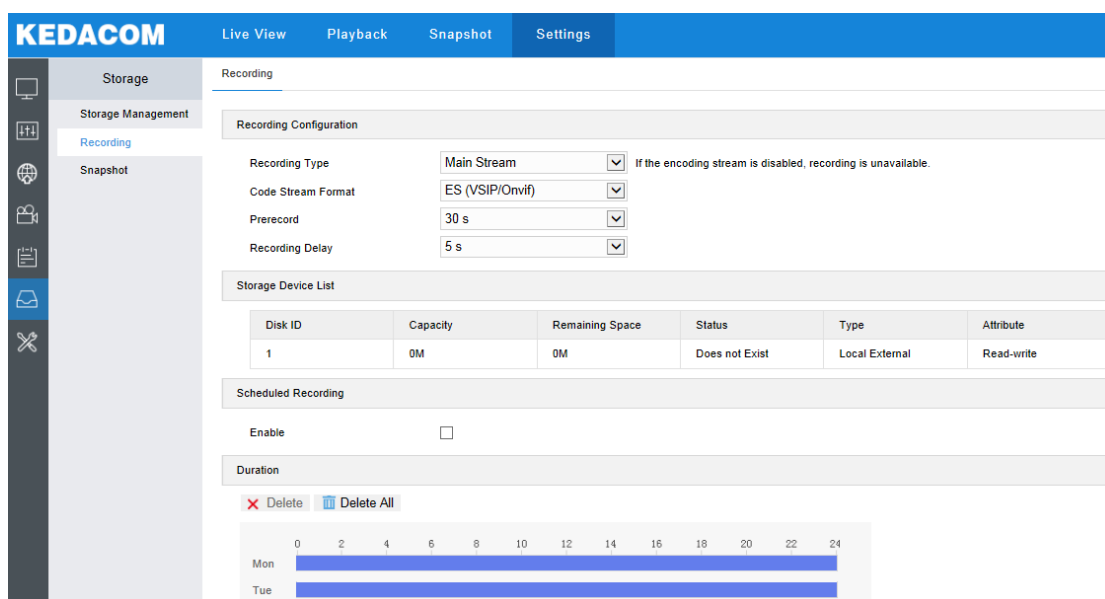 KEDACOM Live View Playback Snapshot Settings
Storage
Storage Management
Recording
Snapshot
Recording
Recording Configuration
Recording Type Main Stream If the encoding stream is disabled, recording is unavailable.
Code Stream Format ES (VSIP/Onvif)
Prerecord 30 s
Recording Delay 5 s
Storage Device List
Disk ID Capacity Remaining Space Status Type Attribute
1 0M 0M Does not Exist Local External Read-write
Scheduled Recording
Enable
Duration
Delete Delete All
0 2 4 6 8 10 12 14 16 18 20 22 24
Mon
Tue